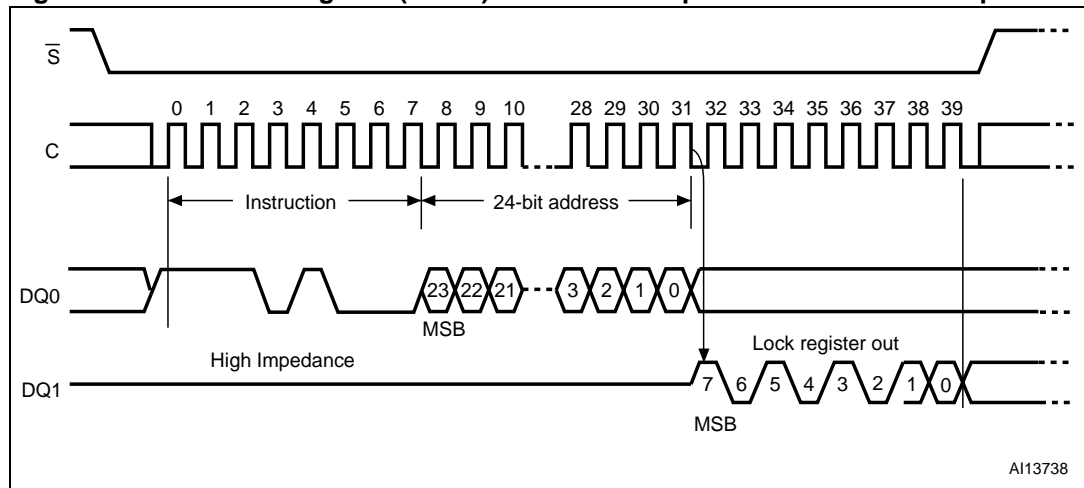 S
0 1 2 3 4 5 6 7 8 9 10 28 29 30 31 32 33 34 35 36 37 38 39
C
Instruction 24-bit address
DQ0 23 22 21 3 2 1 0
MSB
High Impedance Lock register out
DQ1 7 6 5 4 3 2 1 0
MSB
AI13738